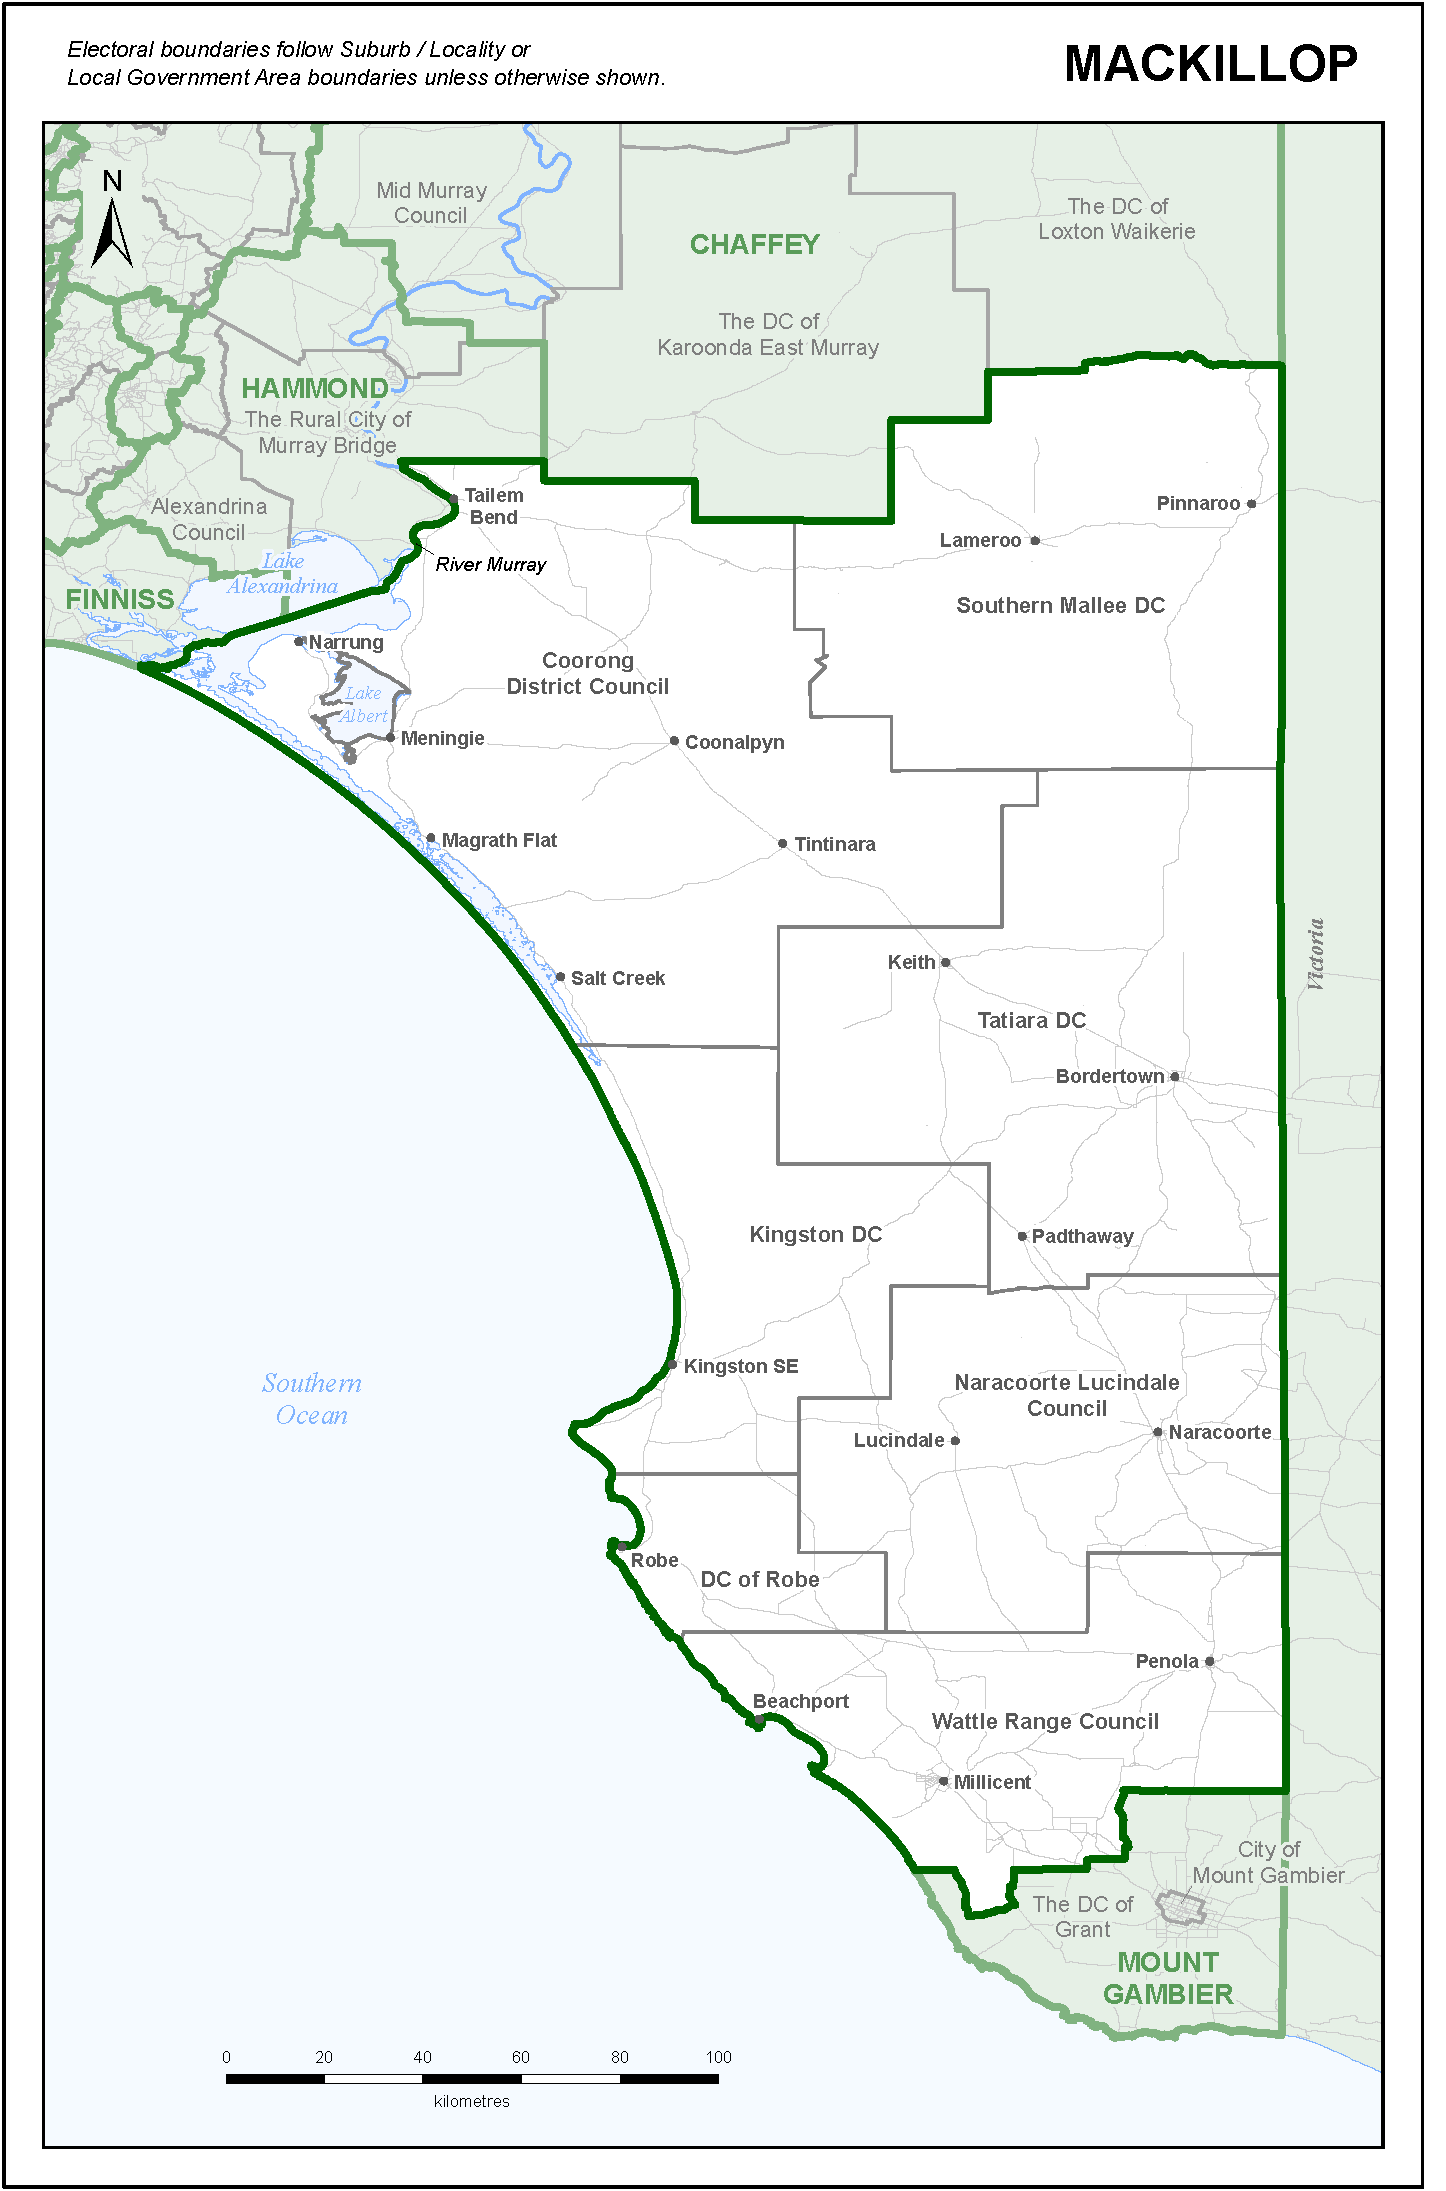 Electoral boundaries follow Suburb / Locality or
Local Government Area boundaries unless otherwise shown.
MACKILLOP
N
Mid Murray
Council
The DC of
Loxton Waikerie
CHAFFEY
The DC of
Karoonda East Murray
HAMMOND
The Rural City of
Murray Bridge
Alexandrina
Council
Tailem
Bend
Pinnaroo
Lameroo
River Murray
Lake
Alexandrina
FINNISS
Southern Mallee DC
Narrung
Coorong
District Council
Lake
Albert
Meningie
Coonalpyn
Magrath Flat
Tintinara
Victoria
Keith
Salt Creek
Tatiara DC
Bordertown
Kingston DC
Padthaway
Kingston SE
Southern
Ocean
Naracoorte Lucindale
Council
Lucindale
Naracoorte
Robe
DC of Robe
Penola
Beachport
Wattle Range Council
Millicent
City of
Mount Gambier
The DC of
Grant
MOUNT
GAMBIER
0 20 40 60 80 100
kilometres